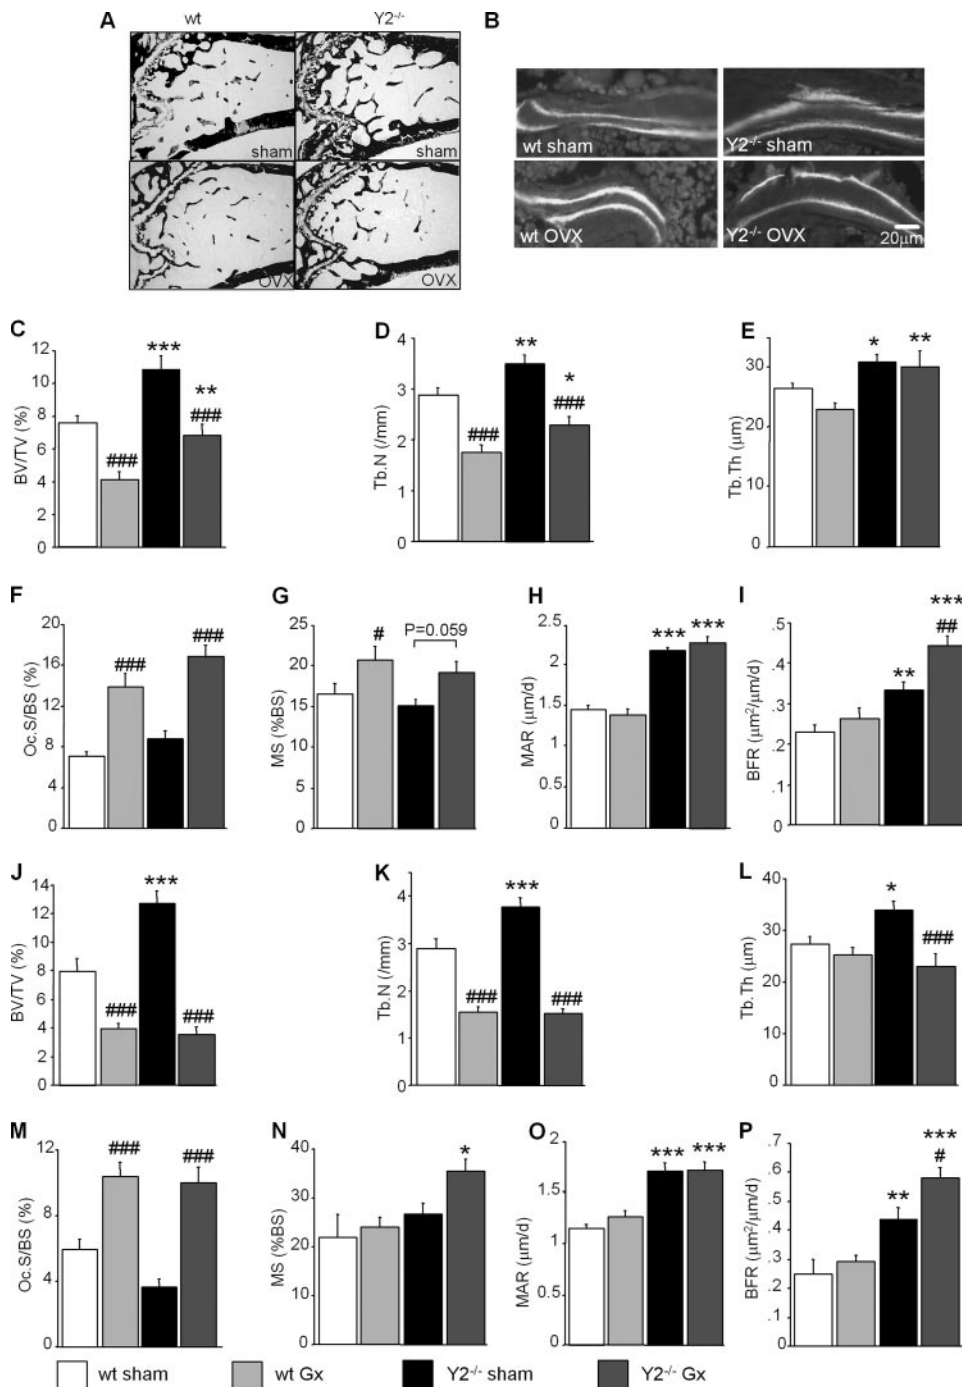 A
wt
Y2-/-
sham
sham
OVX
OVX
B
wt sham
Y2-/- sham
wt OVX
Y2-/- OVX
20µm
C
BV/TV (%)
12
10
8
6
4
2
0
###
***
**
###
D
Tb.N (/mm)
4
3
2
1
0
###
**
*
###
E
Tb.Th (µm)
30
20
10
0
*
**
F
Oc.S/BS (%)
20
16
12
8
4
0
###
###
G
MS (%BS)
25
20
15
10
5
0
#
P=0.059
H
MAR (µm/d)
2.5
2
1.5
1
0.5
0
***
***
I
BFR (µm2/µm/d)
.5
.4
.3
.2
.1
0
**
***
##
J
BV/TV (%)
14
12
10
8
6
4
2
0
###
***
###
K
Tb.N (/mm)
4
3
2
1
0
###
***
###
L
Tb.Th (µm)
40
30
20
10
0
*
###
M
Oc.S/BS (%)
12
8
4
0
###
###
N
MS (%BS)
40
30
20
10
0
*
O
MAR (µm/d)
2
1.5
1
0.5
0
***
***
P
BFR (µm2/µm/d)
.7
.6
.5
.4
.3
.2
.1
0
**
***
#
wt sham
wt Gx
Y2-/- sham
Y2-/- Gx